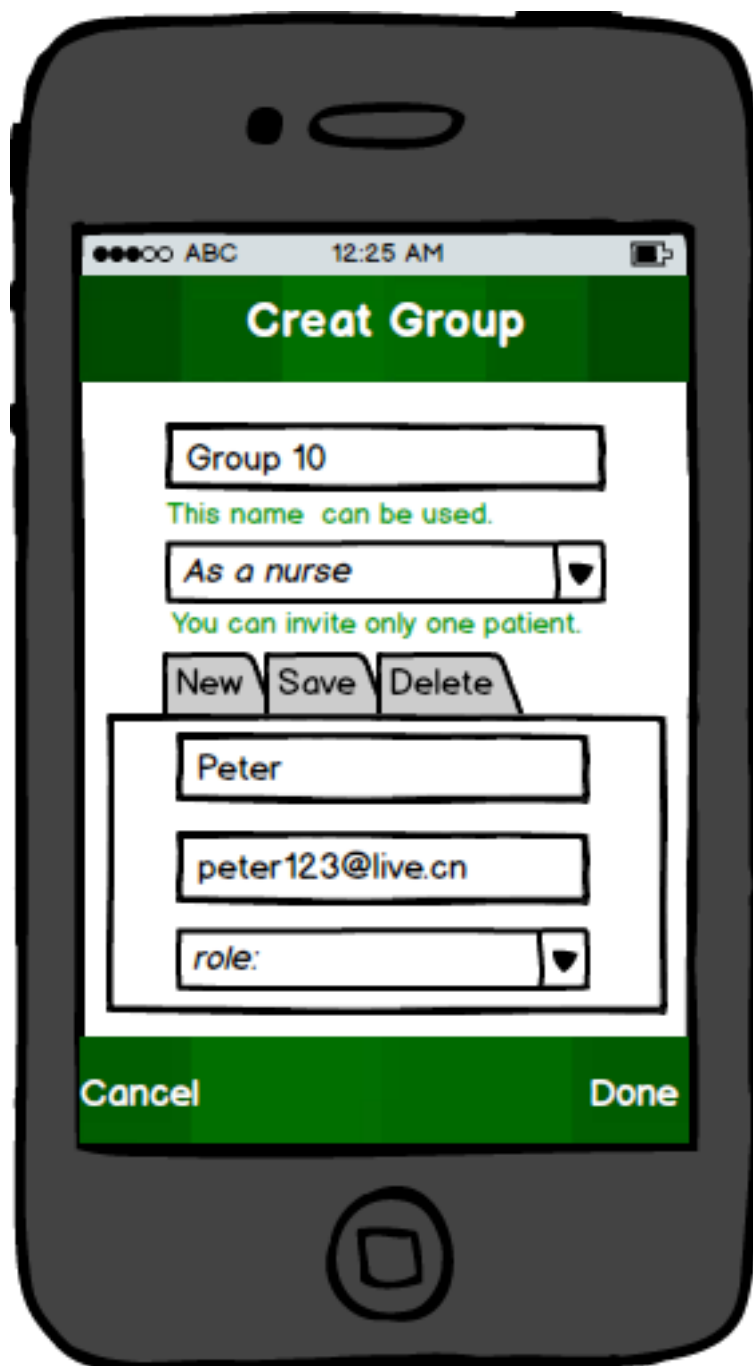 ABC 12:25 AM
Creat Group
Group 10
This name can be used.
As a nurse
You can invite only one patient.
New Save Delete
Peter
peter123@live.cn
role:
Cancel Done